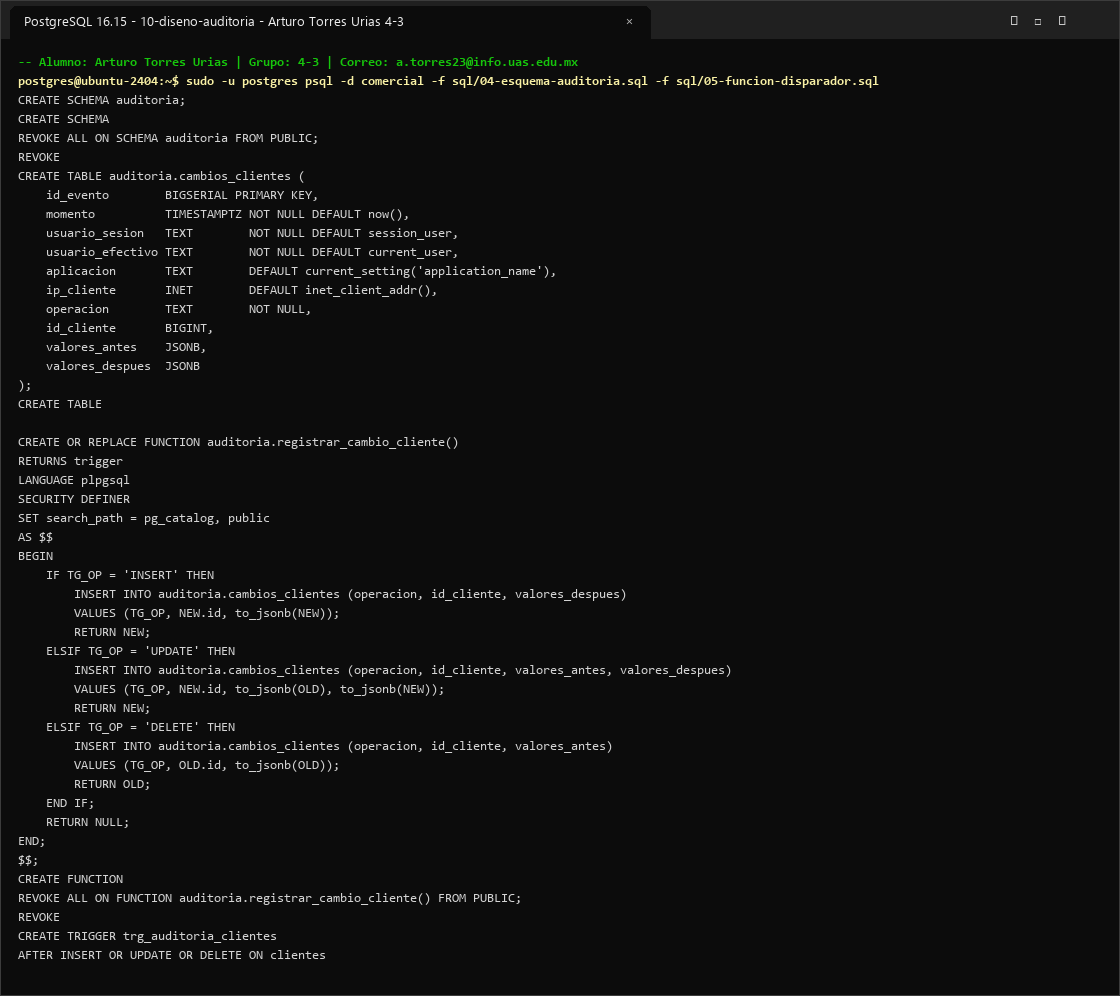 PostgreSQL 16.15 - 10-diseno-auditoria - Arturo Torres Urias 4-3
-- Alumno: Arturo Torres Urias | Grupo: 4-3 | Correo: a.torres23@info.uas.edu.mx
postgres@ubuntu-2404:~$ sudo -u postgres psql -d comercial -f sql/04-esquema-auditoria.sql -f sql/05-funcion-disparador.sql
CREATE SCHEMA auditoria;
CREATE SCHEMA
REVOKE ALL ON SCHEMA auditoria FROM PUBLIC;
REVOKE
CREATE TABLE auditoria.cambios_clientes (
    id_evento        BIGSERIAL PRIMARY KEY,
    momento          TIMESTAMPTZ NOT NULL DEFAULT now(),
    usuario_sesion   TEXT        NOT NULL DEFAULT session_user,
    usuario_efectivo TEXT        NOT NULL DEFAULT current_user,
    aplicacion       TEXT        DEFAULT current_setting('application_name'),
    ip_cliente       INET        DEFAULT inet_client_addr(),
    operacion        TEXT        NOT NULL,
    id_cliente       BIGINT,
    valores_antes    JSONB,
    valores_despues  JSONB
);
CREATE TABLE

CREATE OR REPLACE FUNCTION auditoria.registrar_cambio_cliente()
RETURNS trigger
LANGUAGE plpgsql
SECURITY DEFINER
SET search_path = pg_catalog, public
AS $$
BEGIN
    IF TG_OP = 'INSERT' THEN
        INSERT INTO auditoria.cambios_clientes (operacion, id_cliente, valores_despues)
        VALUES (TG_OP, NEW.id, to_jsonb(NEW));
        RETURN NEW;
    ELSIF TG_OP = 'UPDATE' THEN
        INSERT INTO auditoria.cambios_clientes (operacion, id_cliente, valores_antes, valores_despues)
        VALUES (TG_OP, NEW.id, to_jsonb(OLD), to_jsonb(NEW));
        RETURN NEW;
    ELSIF TG_OP = 'DELETE' THEN
        INSERT INTO auditoria.cambios_clientes (operacion, id_cliente, valores_antes)
        VALUES (TG_OP, OLD.id, to_jsonb(OLD));
        RETURN OLD;
    END IF;
    RETURN NULL;
END;
$$;
CREATE FUNCTION
REVOKE ALL ON FUNCTION auditoria.registrar_cambio_cliente() FROM PUBLIC;
REVOKE
CREATE TRIGGER trg_auditoria_clientes
AFTER INSERT OR UPDATE OR DELETE ON clientes